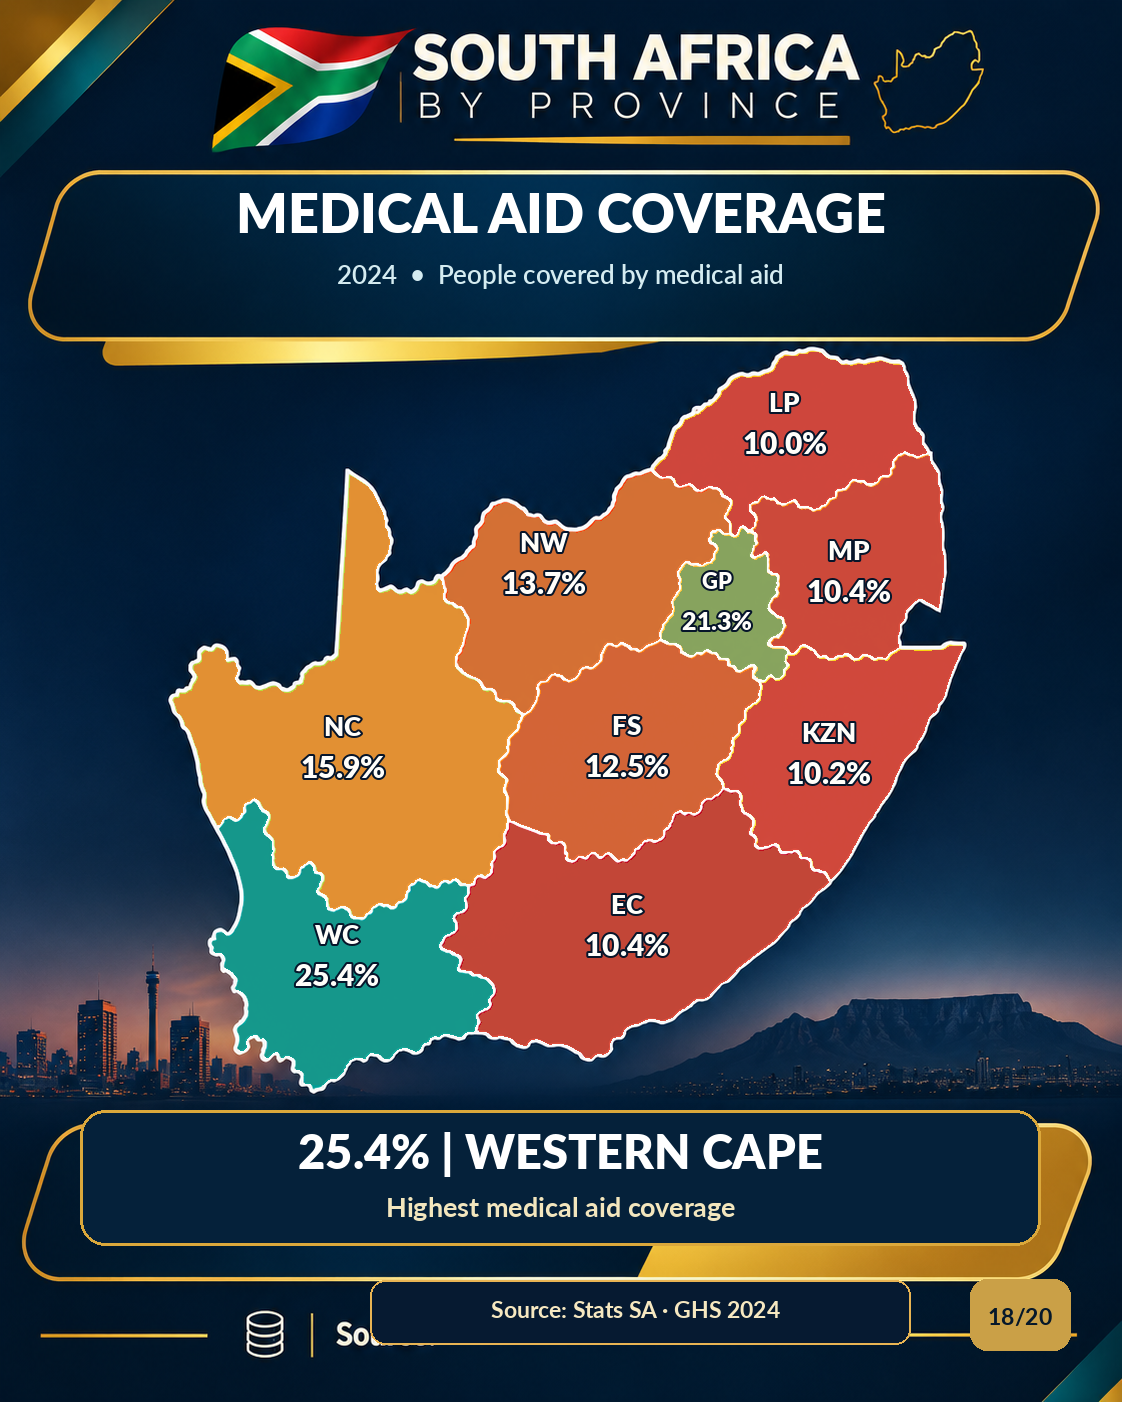 SOUTH AFRICA
BY PROVINCE
MEDICAL AID COVERAGE
2024 • People covered by medical aid
LP
10.0%
NW
13.7%
MP
10.4%
GP
21.3%
NC
15.9%
FS
12.5%
KZN
10.2%
EC
10.4%
WC
25.4%
25.4% | WESTERN CAPE
Highest medical aid coverage
Source: Stats SA · GHS 2024
18/20